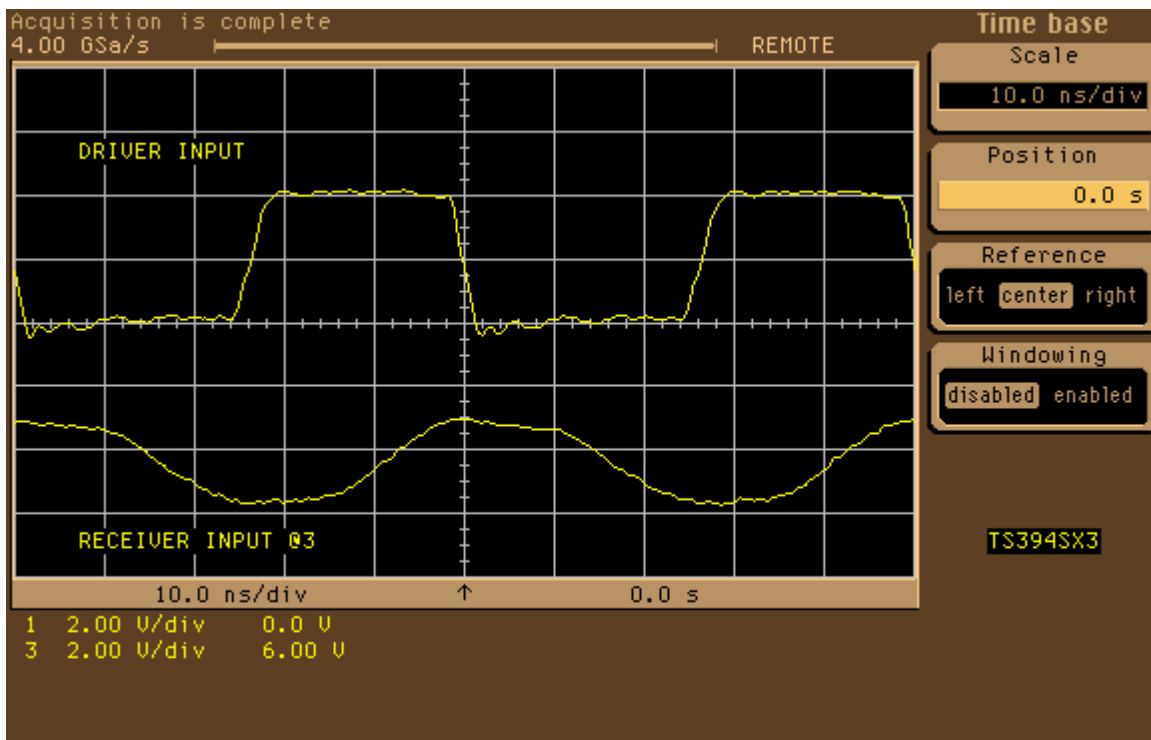 Acquisition is complete
4.00 GSa/s REMOTE
Time base
Scale
10.0 ns/div
Position
0.0 s
Reference
left center right
Windowing
disabled enabled
TS394SX3
DRIVER INPUT
RECEIVER INPUT @3
10.0 ns/div ↑ 0.0 s
1 2.00 V/div 0.0 V
3 2.00 V/div 6.00 V